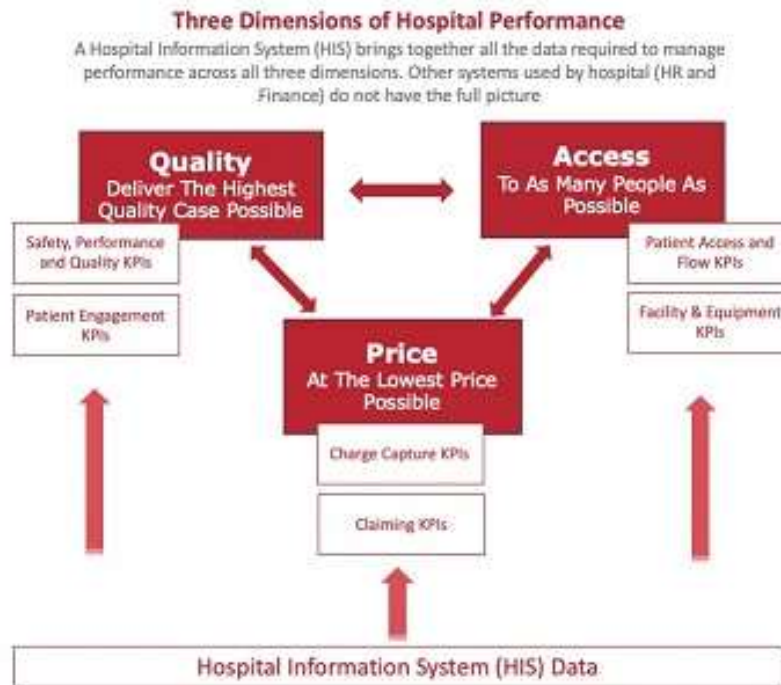 Three Dimensions of Hospital Performance
A Hospital Information System (HIS) brings together all the data required to manage
performance across all three dimensions. Other systems used by hospital (HR and
Finance) do not have the full picture
Quality
Deliver The Highest
Quality Case Possible
Access
To As Many People As
Possible
Safety, Performance
and Quality KPIs
Patient Engagement
KPIs
Patient Access and
Flow KPIs
Facility & Equipment
KPIs
Price
At The Lowest Price
Possible
Charge Capture KPIs
Claiming KPIs
Hospital Information System (HIS) Data